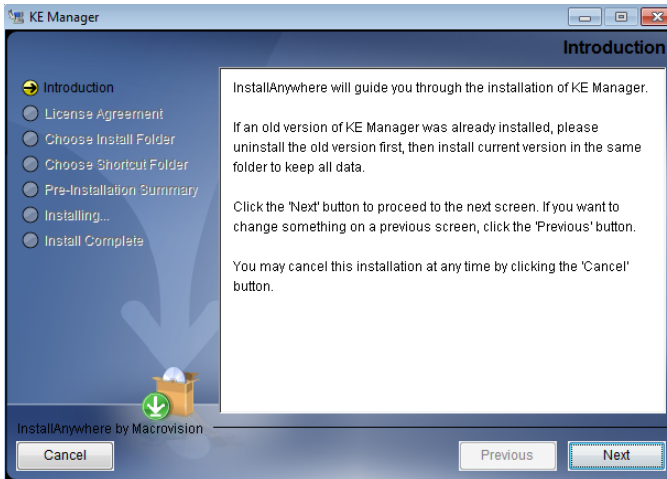 KE Manager
Introduction
Introduction
License Agreement
Choose Install Folder
Choose Shortcut Folder
Pre-Installation Summary
Installing...
Install Complete
InstallAnywhere will guide you through the installation of KE Manager.
If an old version of KE Manager was already installed, please
uninstall the old version first, then install current version in the same
folder to keep all data.
Click the 'Next' button to proceed to the next screen. If you want to
change something on a previous screen, click the 'Previous' button.
You may cancel this installation at any time by clicking the 'Cancel'
button.
InstallAnywhere by Macrovision
Cancel
Previous
Next